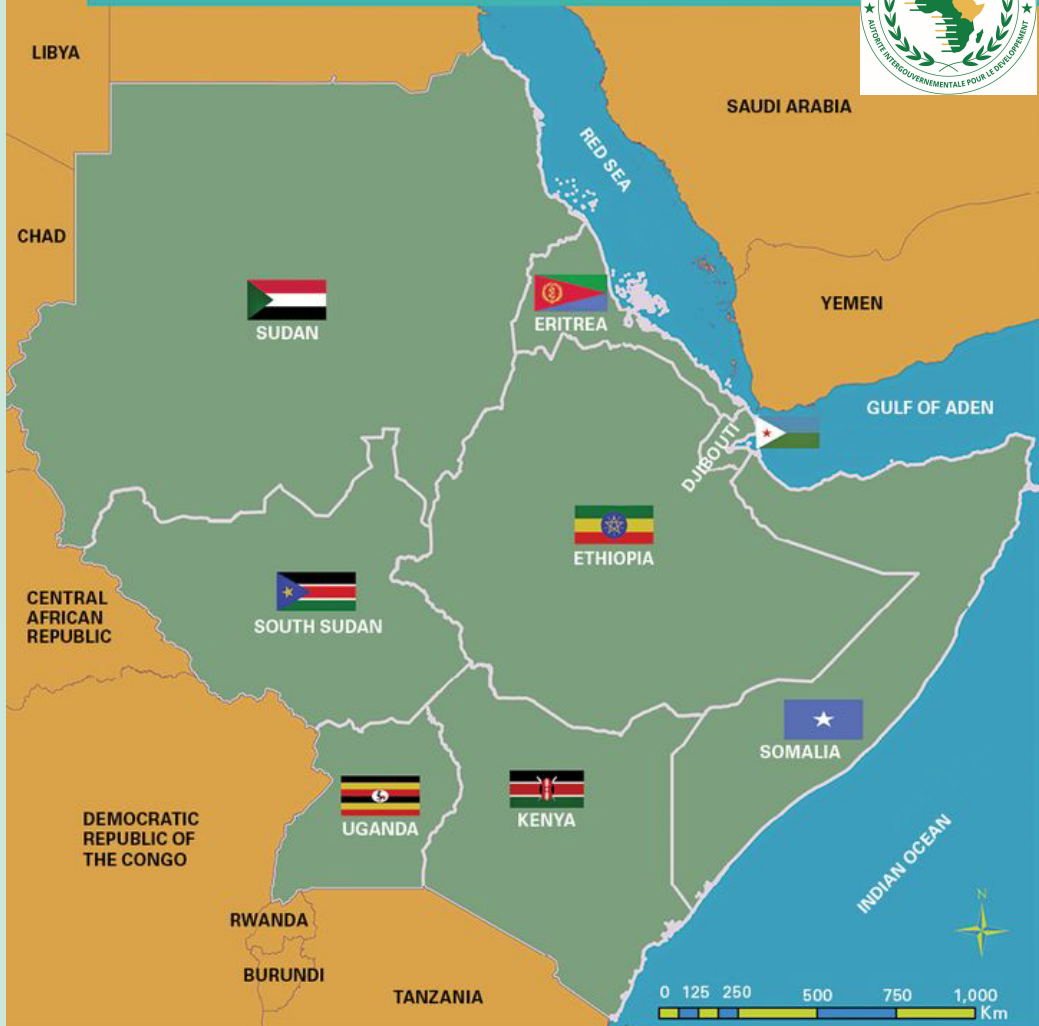 AUTORITE INTERGOUVERNEMENTALE POUR LE DEVELOPPEMENT
LIBYA
SAUDI ARABIA
RED SEA
CHAD
SUDAN
ERITREA
YEMEN
GULF OF ADEN
DJIBOUTI
ETHIOPIA
CENTRAL
AFRICAN
REPUBLIC
SOUTH SUDAN
SOMALIA
DEMOCRATIC
REPUBLIC OF
THE CONGO
UGANDA
KENYA
INDIAN OCEAN
RWANDA
BURUNDI
TANZANIA
N
0 125 250 500 750 1,000
Km